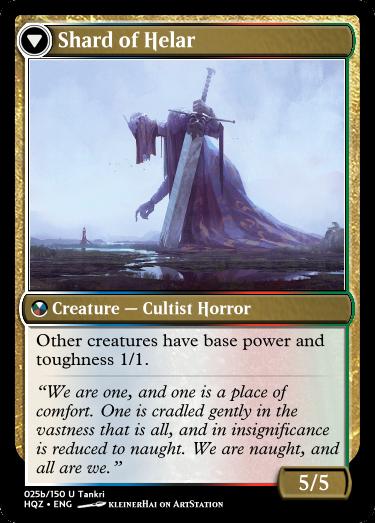 Shard of Helar
Creature — Cultist Horror
Other creatures have base power and
toughness 1/1.
“We are one, and one is a place of
comfort. One is cradled gently in the
vastness that is all, and in insignificance
is reduced to naught. We are naught, and
all are we.”
5/5
025b/150 U Tankri
HQZ • ENG KLEINERHAI ON ARTSTATION